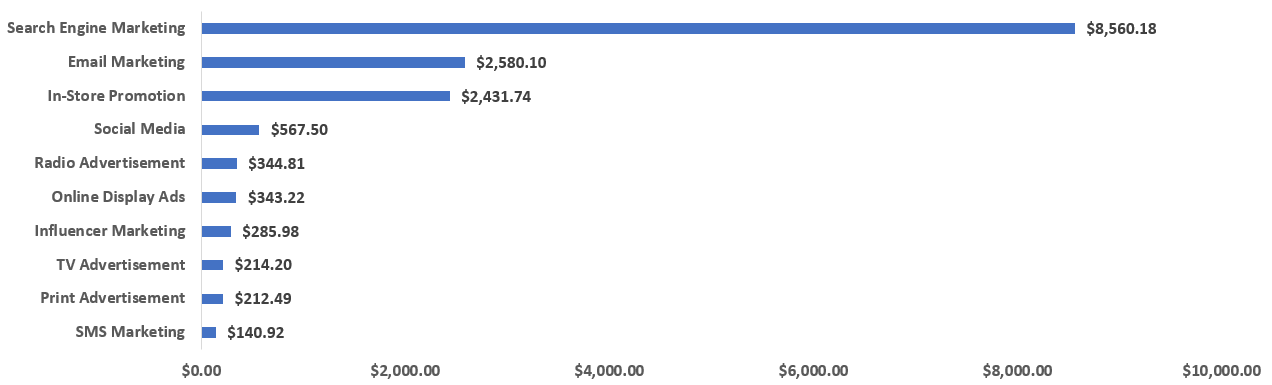 Search Engine Marketing $8,560.18
Email Marketing $2,580.10
In-Store Promotion $2,431.74
Social Media $567.50
Radio Advertisement $344.81
Online Display Ads $343.22
Influencer Marketing $285.98
TV Advertisement $214.20
Print Advertisement $212.49
SMS Marketing $140.92
$0.00 $2,000.00 $4,000.00 $6,000.00 $8,000.00 $10,000.00